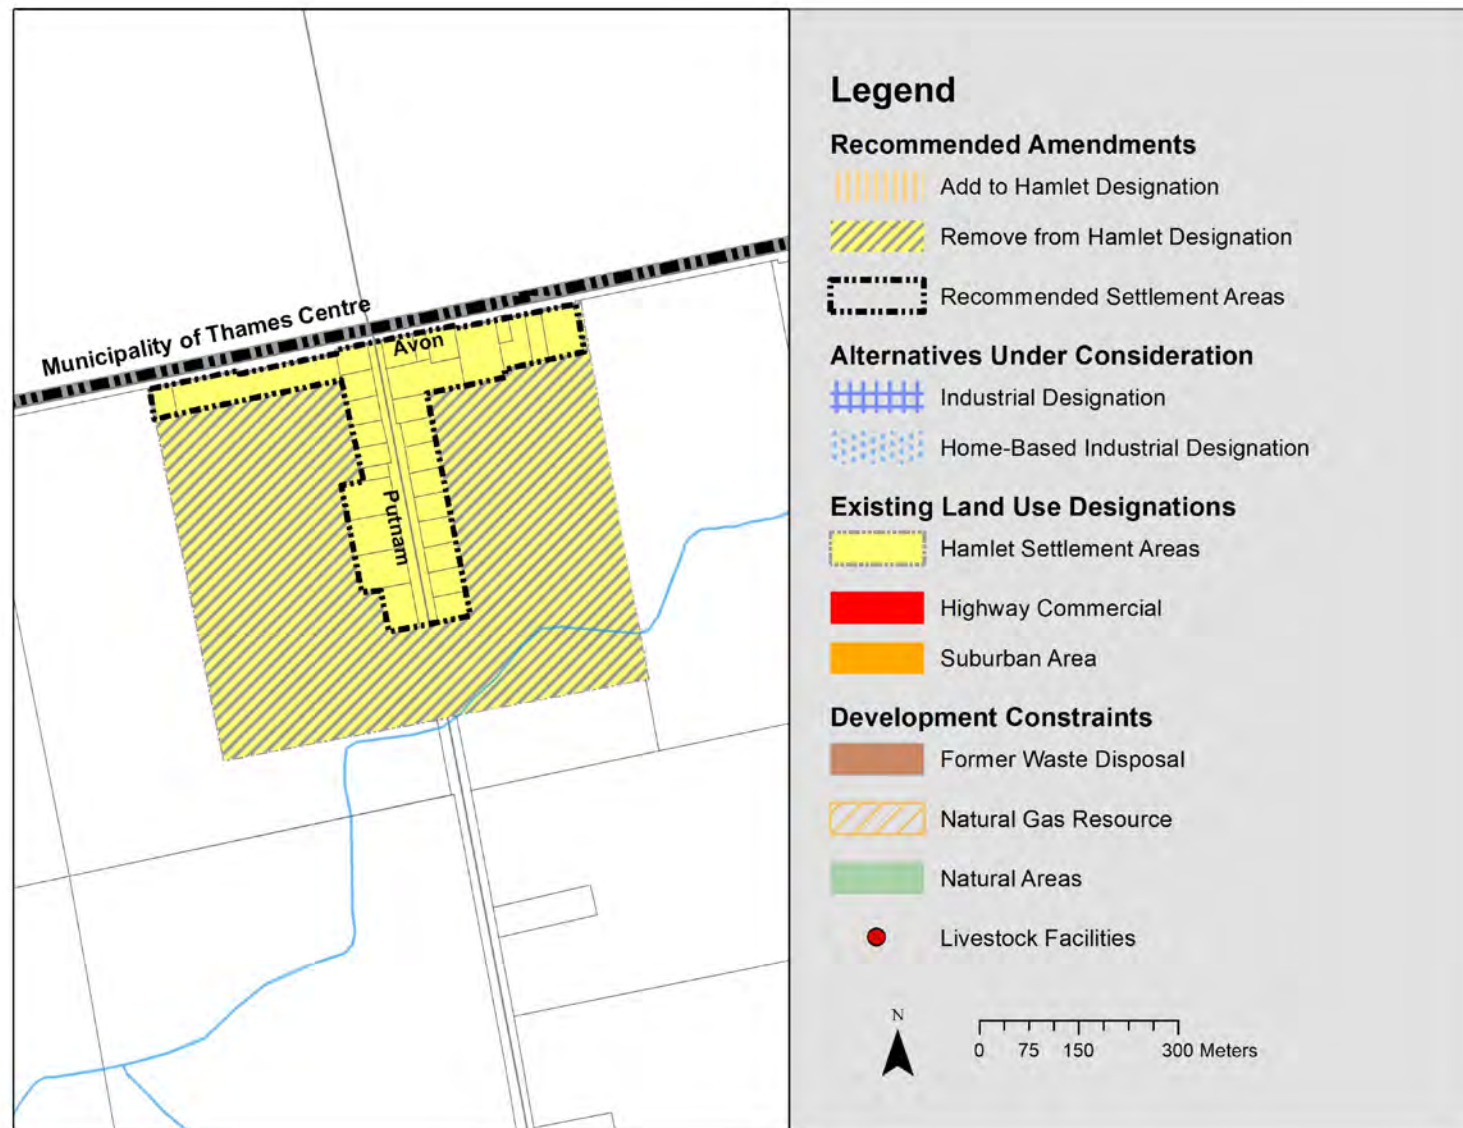 Municipality of Thames Centre
Avon
Putnam
Legend
Recommended Amendments
Add to Hamlet Designation
Remove from Hamlet Designation
Recommended Settlement Areas
Alternatives Under Consideration
Industrial Designation
Home-Based Industrial Designation
Existing Land Use Designations
Hamlet Settlement Areas
Highway Commercial
Suburban Area
Development Constraints
Former Waste Disposal
Natural Gas Resource
Natural Areas
Livestock Facilities
N
0 75 150 300 Meters